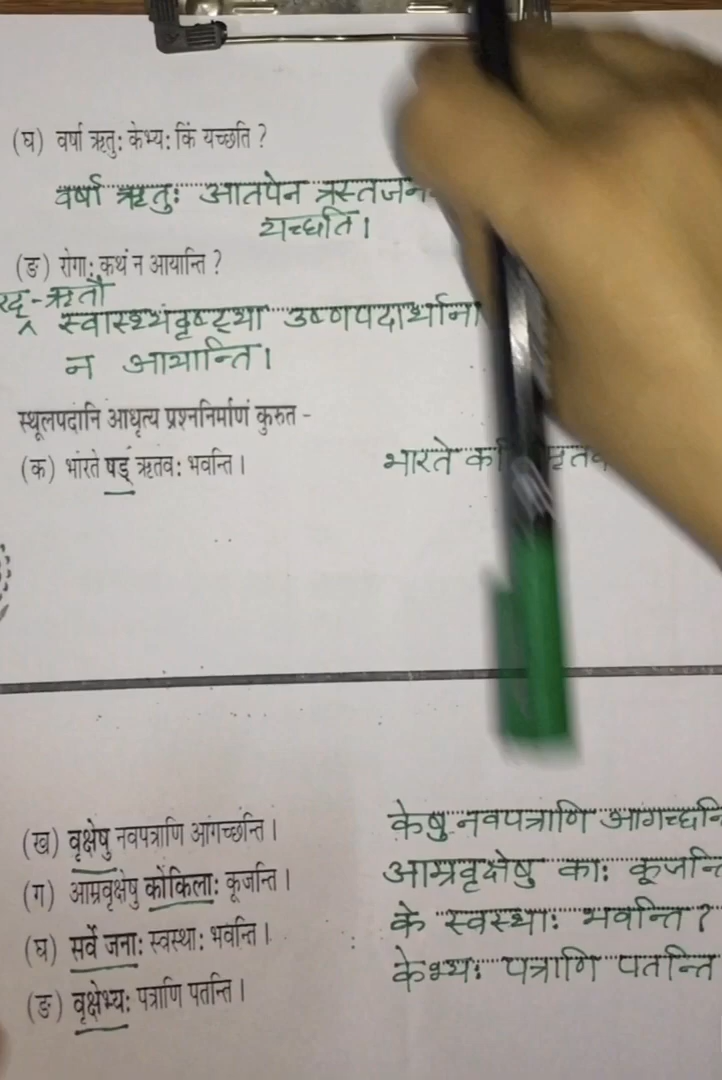 (घ) वर्षा ऋतुः केभ्यः किं यच्छति ?
वर्षा ऋतुः आतपेन त्रस्तजन
यच्छति।
(ङ) रोगाः कथं न आयान्ति ?
ऋतौ
स्वास्थ्यंदृष्ट्या उष्णपदार्थाना
न आयान्ति।
स्थूलपदानि आधृत्य प्रश्ननिर्माणं कुरुत -
(क) भारते षड् ऋतवः भवन्ति। भारते
(ख) वृक्षेषु नवपत्राणि आगच्छन्ति। केषु नवपत्राणि आगच्छन्ति
(ग) आम्रवृक्षेषु कोकिलाः कूजन्ति। आम्रवृक्षेषु काः कूजन्ति
(घ) सर्वे जनाः स्वस्थाः भवन्ति। के स्वस्थाः भवन्ति ?
(ङ) वृक्षेभ्यः पत्राणि पतन्ति। केभ्यः पत्राणि पतन्ति